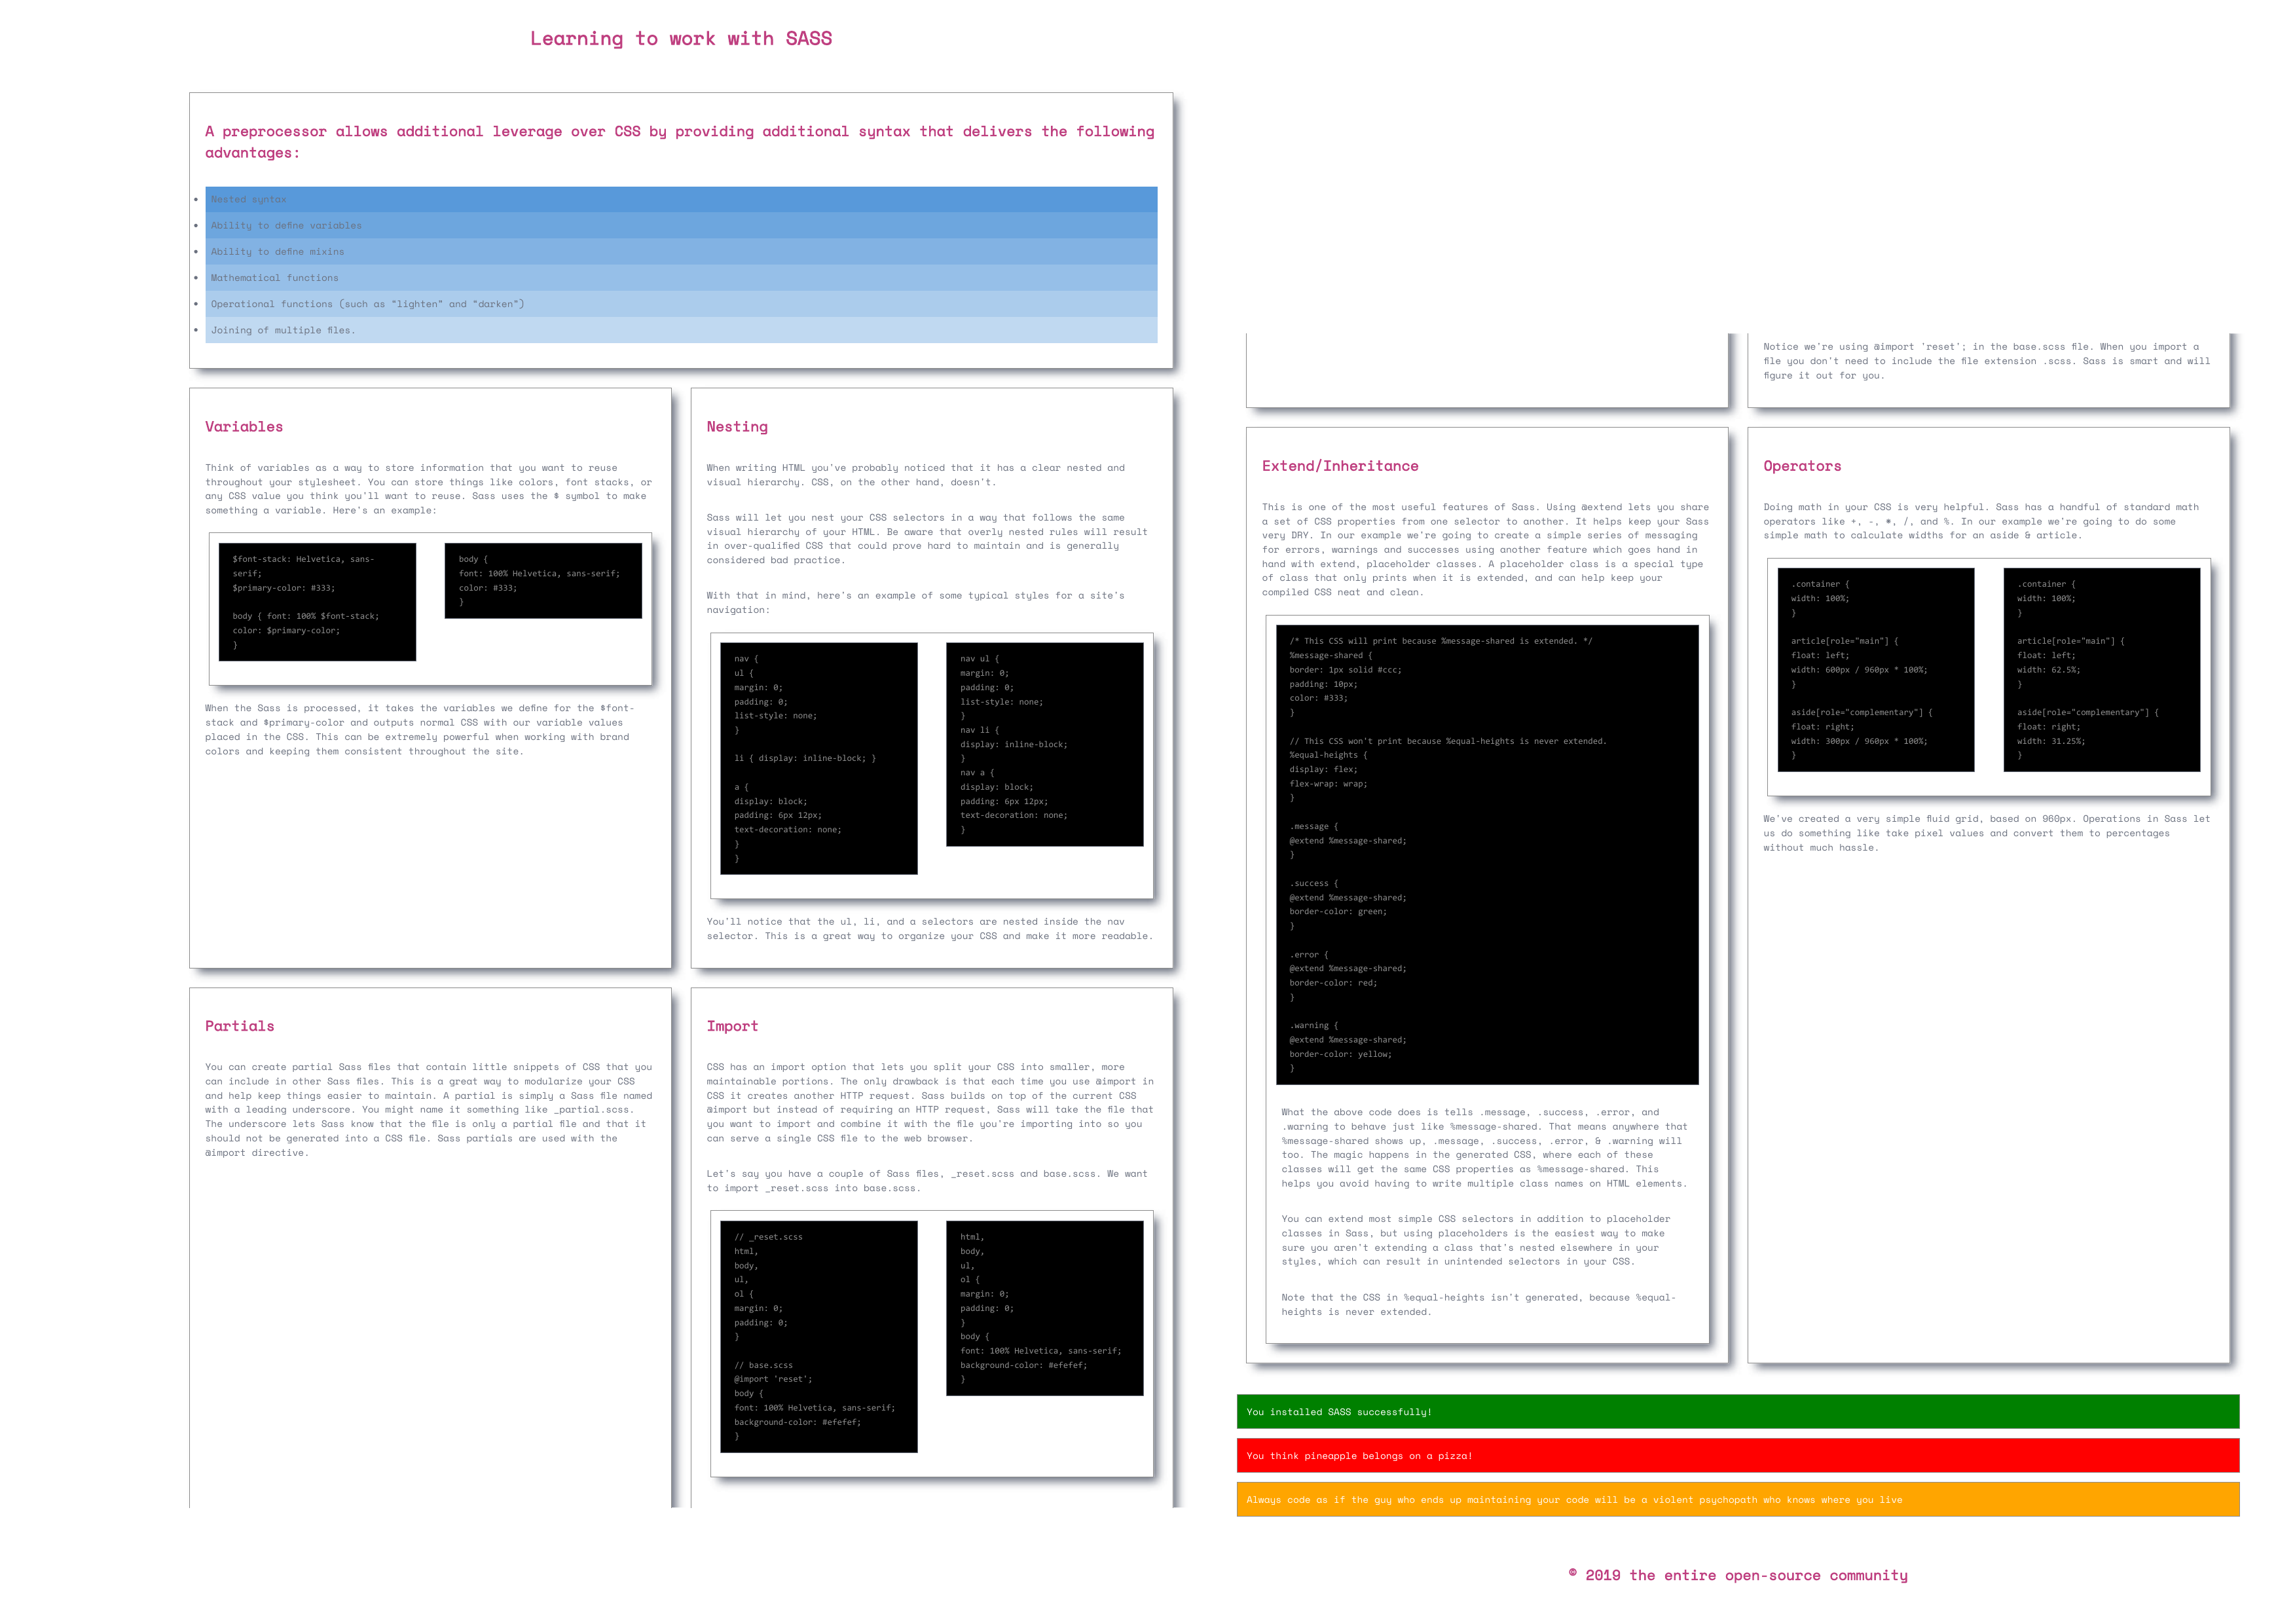 Learning to work with SASS
A preprocessor allows additional leverage over CSS by providing additional syntax that delivers the following
advantages:
• Nested syntax
• Ability to define variables
• Ability to define mixins
• Mathematical functions
• Operational functions (such as "lighten" and "darken")
• Joining of multiple files.
Variables
Think of variables as a way to store information that you want to reuse
throughout your stylesheet. You can store things like colors, font stacks, or
any CSS value you think you'll want to reuse. Sass uses the $ symbol to make
something a variable. Here's an example:
$font-stack: Helvetica, sans-
serif;
$primary-color: #333;
body { font: 100% $font-stack;
color: $primary-color;
}
body {
font: 100% Helvetica, sans-serif;
color: #333;
}
When the Sass is processed, it takes the variables we define for the $font-
stack and $primary-color and outputs normal CSS with our variable values
placed in the CSS. This can be extremely powerful when working with brand
colors and keeping them consistent throughout the site.
Nesting
When writing HTML you've probably noticed that it has a clear nested and
visual hierarchy. CSS, on the other hand, doesn't.
Sass will let you nest your CSS selectors in a way that follows the same
visual hierarchy of your HTML. Be aware that overly nested rules will result
in over-qualified CSS that could prove hard to maintain and is generally
considered bad practice.
With that in mind, here's an example of some typical styles for a site's
navigation:
nav {
ul {
margin: 0;
padding: 0;
list-style: none;
}
li { display: inline-block; }
a {
display: block;
padding: 6px 12px;
text-decoration: none;
}
}
nav ul {
margin: 0;
padding: 0;
list-style: none;
}
nav li {
display: inline-block;
}
nav a {
display: block;
padding: 6px 12px;
text-decoration: none;
}
You'll notice that the ul, li, and a selectors are nested inside the nav
selector. This is a great way to organize your CSS and make it more readable.
Partials
You can create partial Sass files that contain little snippets of CSS that you
can include in other Sass files. This is a great way to modularize your CSS
and help keep things easier to maintain. A partial is simply a Sass file named
with a leading underscore. You might name it something like _partial.scss.
The underscore lets Sass know that the file is only a partial file and that it
should not be generated into a CSS file. Sass partials are used with the
@import directive.
Import
CSS has an import option that lets you split your CSS into smaller, more
maintainable portions. The only drawback is that each time you use @import in
CSS it creates another HTTP request. Sass builds on top of the current CSS
@import but instead of requiring an HTTP request, Sass will take the file that
you want to import and combine it with the file you're importing into so you
can serve a single CSS file to the web browser.
Let's say you have a couple of Sass files, _reset.scss and base.scss. We want
to import _reset.scss into base.scss.
// _reset.scss
html,
body,
ul,
ol {
margin: 0;
padding: 0;
}
// base.scss
@import 'reset';
body {
font: 100% Helvetica, sans-serif;
background-color: #efefef;
}
html,
body,
ul,
ol {
margin: 0;
padding: 0;
}
body {
font: 100% Helvetica, sans-serif;
background-color: #efefef;
}
Notice we're using @import 'reset'; in the base.scss file. When you import a
file you don't need to include the file extension .scss. Sass is smart and will
figure it out for you.
Extend/Inheritance
This is one of the most useful features of Sass. Using @extend lets you share
a set of CSS properties from one selector to another. It helps keep your Sass
very DRY. In our example we're going to create a simple series of messaging
for errors, warnings and successes using another feature which goes hand in
hand with extend, placeholder classes. A placeholder class is a special type
of class that only prints when it is extended, and can help keep your
compiled CSS neat and clean.
/* This CSS will print because %message-shared is extended. */
%message-shared {
border: 1px solid #ccc;
padding: 10px;
color: #333;
}
// This CSS won't print because %equal-heights is never extended.
%equal-heights {
display: flex;
flex-wrap: wrap;
}
.message {
@extend %message-shared;
}
.success {
@extend %message-shared;
border-color: green;
}
.error {
@extend %message-shared;
border-color: red;
}
.warning {
@extend %message-shared;
border-color: yellow;
}
What the above code does is tells .message, .success, .error, and
.warning to behave just like %message-shared. That means anywhere that
%message-shared shows up, .message, .success, .error, & .warning will
too. The magic happens in the generated CSS, where each of these
classes will get the same CSS properties as %message-shared. This
helps you avoid having to write multiple class names on HTML elements.
You can extend most simple CSS selectors in addition to placeholder
classes in Sass, but using placeholders is the easiest way to make
sure you aren't extending a class that's nested elsewhere in your
styles, which can result in unintended selectors in your CSS.
Note that the CSS in %equal-heights isn't generated, because %equal-
heights is never extended.
Operators
Doing math in your CSS is very helpful. Sass has a handful of standard math
operators like +, -, *, /, and %. In our example we're going to do some
simple math to calculate widths for an aside & article.
.container {
width: 100%;
}
article[role="main"] {
float: left;
width: 600px / 960px * 100%;
}
aside[role="complementary"] {
float: right;
width: 300px / 960px * 100%;
}
.container {
width: 100%;
}
article[role="main"] {
float: left;
width: 62.5%;
}
aside[role="complementary"] {
float: right;
width: 31.25%;
}
We've created a very simple fluid grid, based on 960px. Operations in Sass let
us do something like take pixel values and convert them to percentages
without much hassle.
You installed SASS successfully!
You think pineapple belongs on a pizza!
Always code as if the guy who ends up maintaining your code will be a violent psychopath who knows where you live
© 2019 the entire open-source community